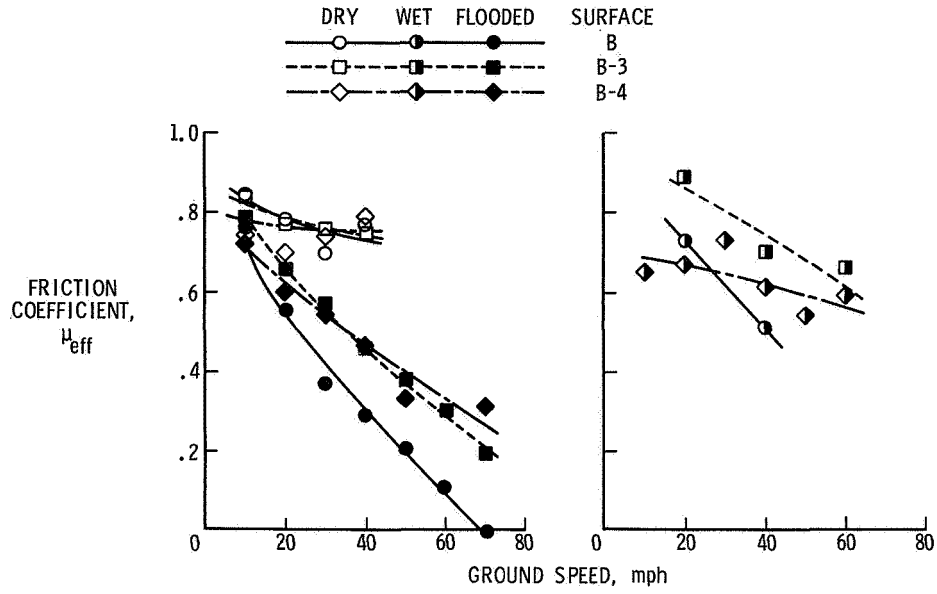 DRY WET FLOODED SURFACE
B
B-3
B-4
1.0
.8
.6
.4
.2
0 20 40 60 80
0 20 40 60 80
FRICTION
COEFFICIENT,
μeff
GROUND SPEED, mph